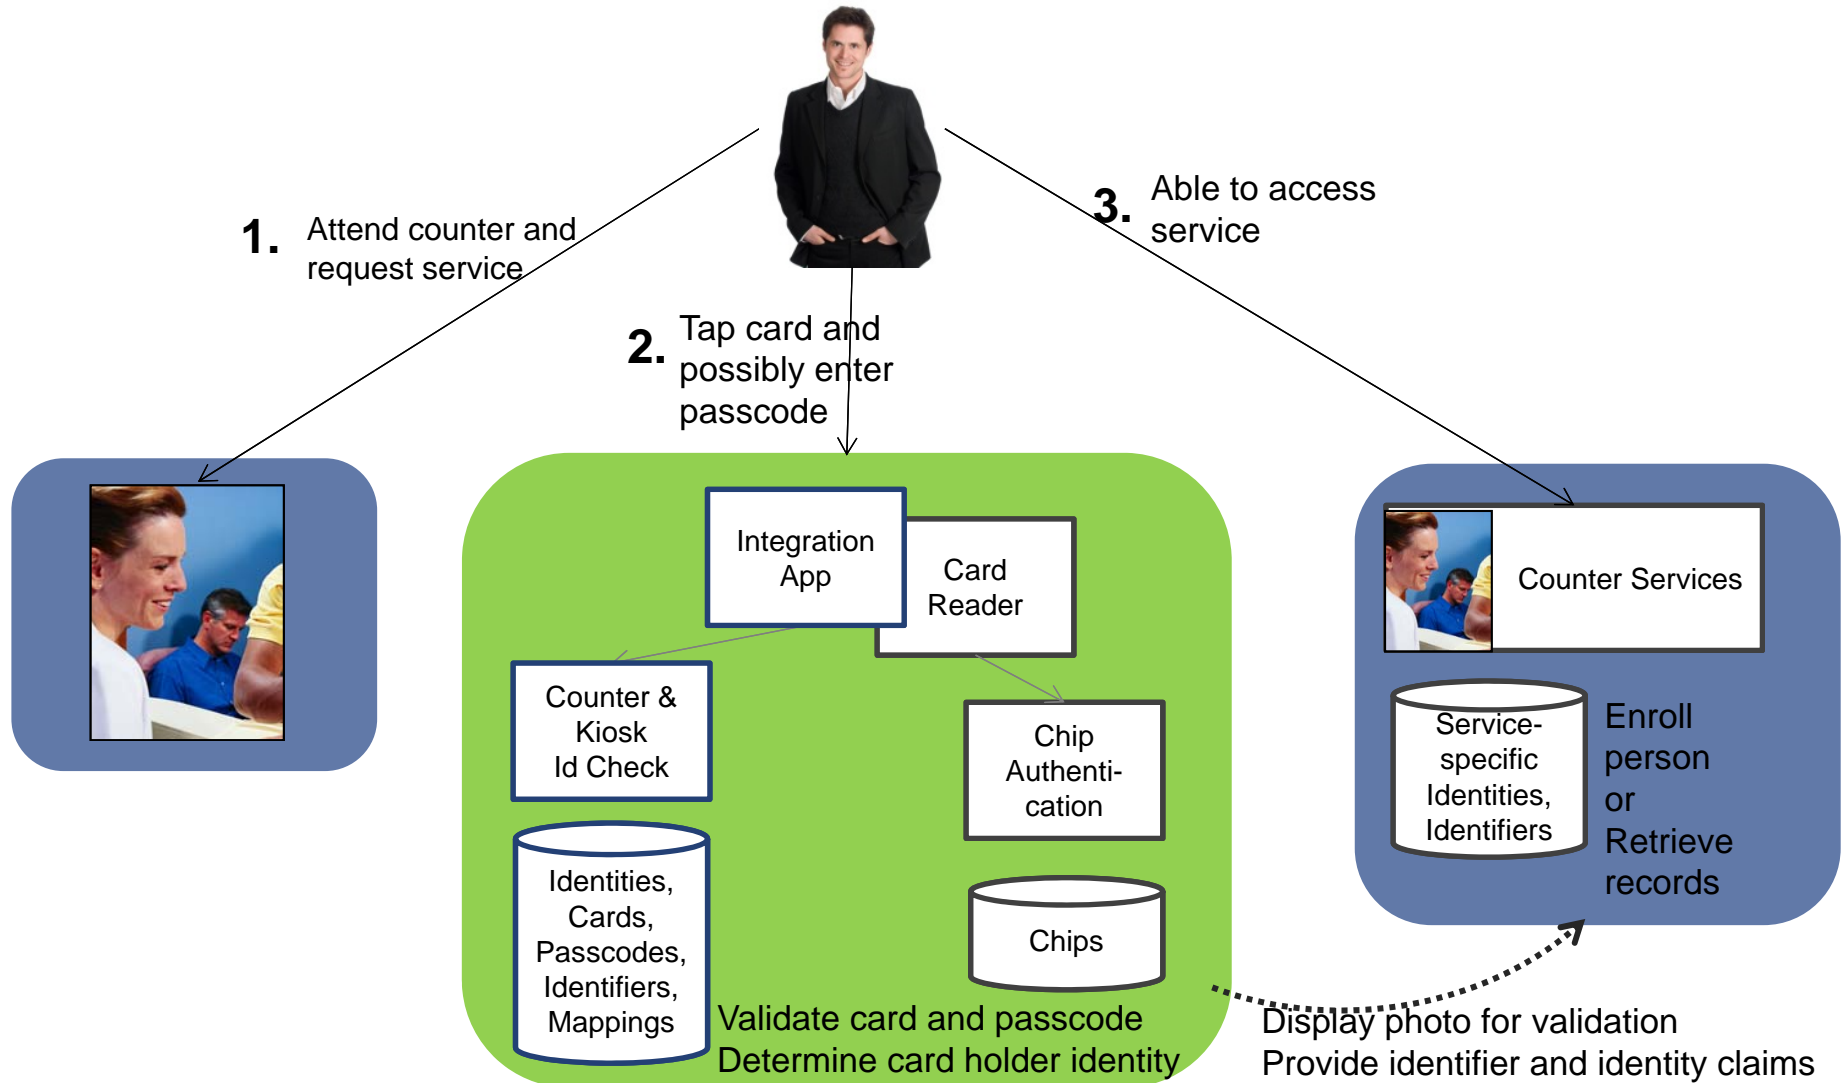 1.
Attend counter and
request service
2.
Tap card and
possibly enter
passcode
3.
Able to access
service
Integration
App
Card
Reader
Counter &
Kiosk
Id Check
Chip
Authenti-
cation
Identities,
Cards,
Passcodes,
Identifiers,
Mappings
Chips
Validate card and passcode
Determine card holder identity
Counter Services
Service-
specific
Identities,
Identifiers
Enroll
person
or
Retrieve
records
Display photo for validation
Provide identifier and identity claims